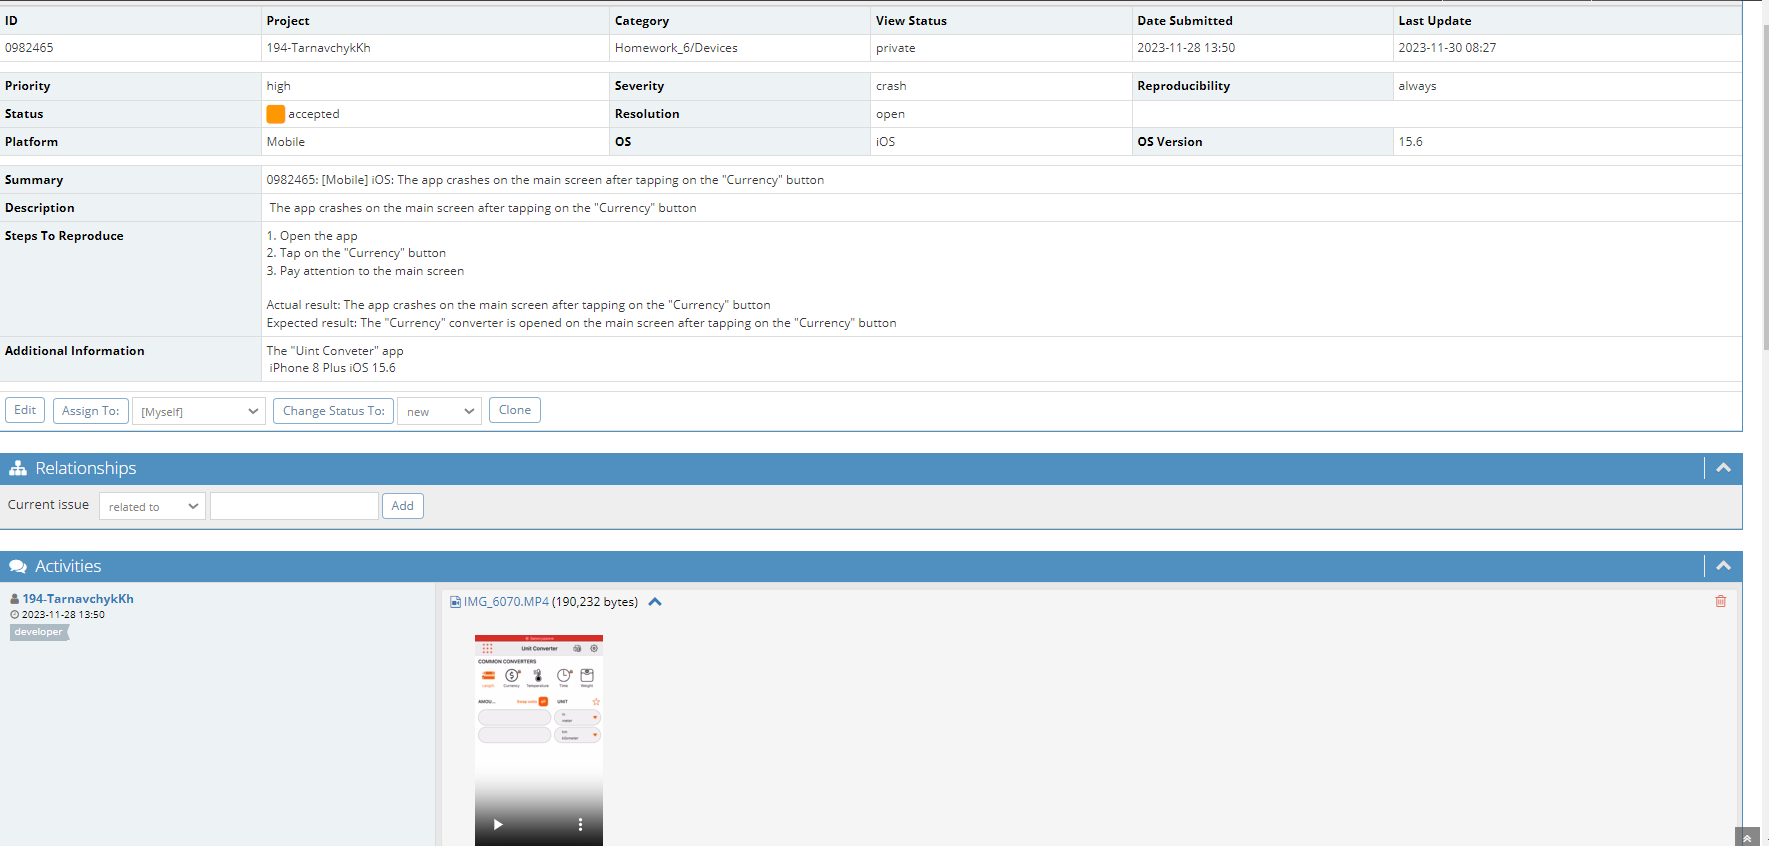 ID Project Category View Status Date Submitted Last Update
0982465 194-TarnavchykKh Homework_6/Devices private 2023-11-28 13:50 2023-11-30 08:27
Priority high Severity crash Reproducibility always
Status accepted Resolution open
Platform Mobile OS iOS OS Version 15.6
Summary 0982465: [Mobile] iOS: The app crashes on the main screen after tapping on the "Currency" button
Description The app crashes on the main screen after tapping on the "Currency" button
Steps To Reproduce 1. Open the app
2. Tap on the "Currency" button
3. Pay attention to the main screen
Actual result: The app crashes on the main screen after tapping on the "Currency" button
Expected result: The "Currency" converter is opened on the main screen after tapping on the "Currency" button
Additional Information The "Uint Conveter" app
iPhone 8 Plus iOS 15.6
Edit Assign To: [Myself] Change Status To: new Clone
Relationships
Current issue related to Add
Activities
194-TarnavchykKh IMG_6070.MP4 (190,232 bytes)
2023-11-28 13:50
developer
Unit Converter
COMMON CONVERTERS
Length Currency Temperature Time Weight
AMOU... UNIT
m
meter
km
kilometer